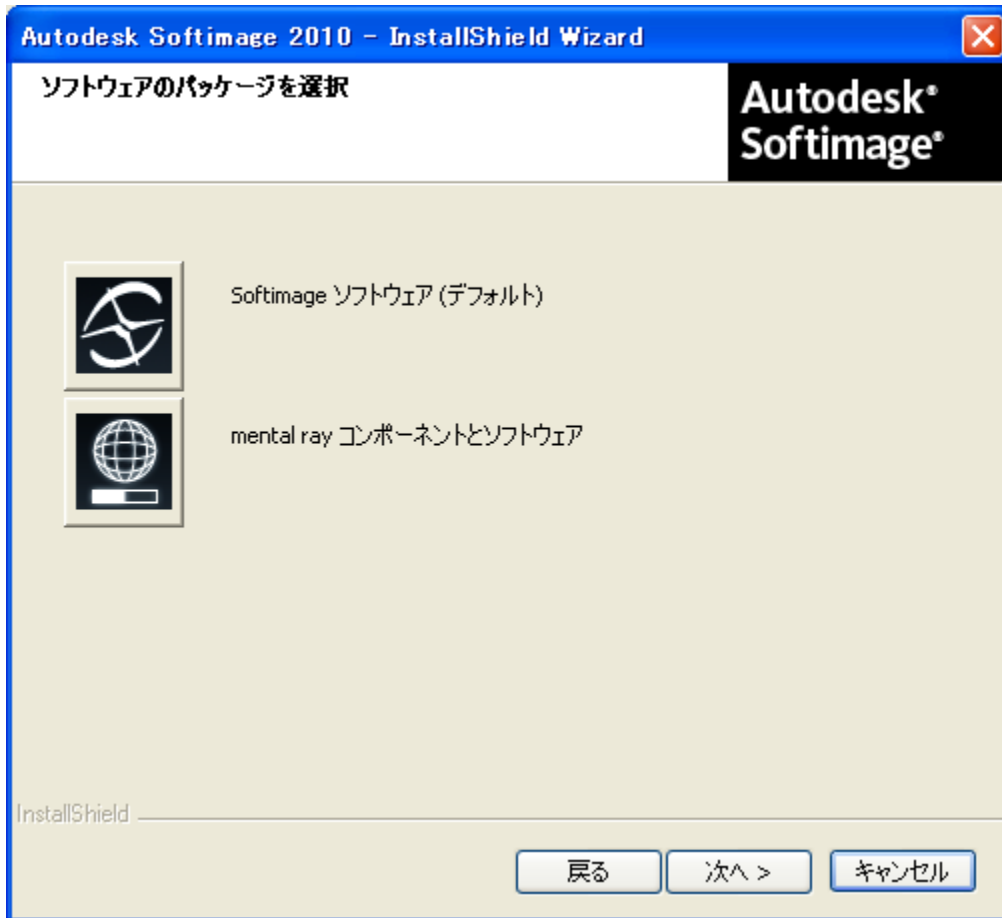 Autodesk Softimage 2010 - InstallShield Wizard
ソフトウェアのパッケージを選択
Autodesk®
Softimage®
Softimage ソフトウェア (デフォルト)
mental ray コンポーネントとソフトウェア
InstallShield
戻る
次へ >
キャンセル